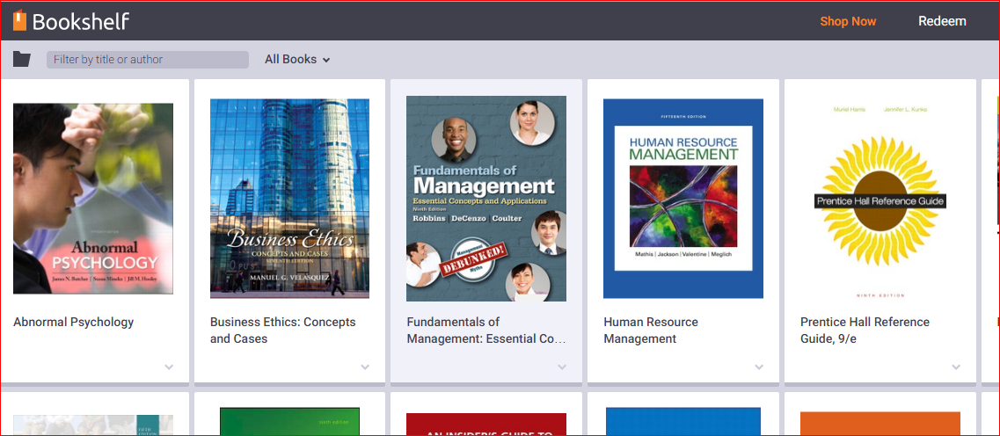 Bookshelf
Shop Now
Redeem
Filter by title or author
All Books
Abnormal
PSYCHOLOGY
James N. Butcher | Susan Mineka | Jill M. Hooley
Abnormal Psychology
Business Ethics
CONCEPTS AND CASES
SEVENTH EDITION
MANUEL G. VELASQUEZ
Business Ethics: Concepts
and Cases
Fundamentals of
Management
Essential Concepts and Applications
Ninth Edition
Robbins | DeCenzo | Coulter
Management
DEBUNKED!
Myths
Fundamentals of
Management: Essential Co...
FIFTEENTH EDITION
HUMAN RESOURCE
MANAGEMENT
Mathis | Jackson | Valentine | Meglich
Human Resource
Management
Muriel Harris
Jennifer L. Kunka
Prentice Hall Reference Guide
NINTH EDITION
Prentice Hall Reference
Guide, 9/e
FIFTH
EDITION
sixth edition
AN INSIDER'S GUIDE TO